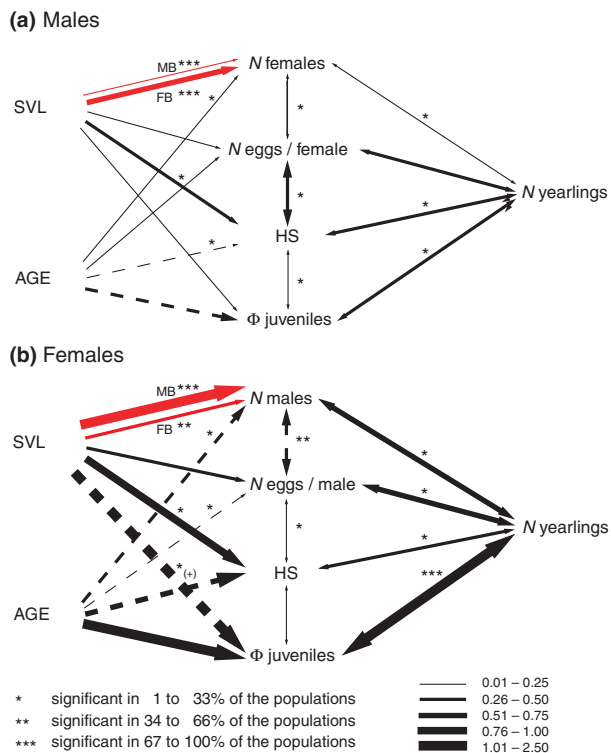 (a) Males
MB***
N females
FB***
*
SVL
*
*
N eggs / female
*
*
N yearlings
*
*
HS
AGE
*
*
Φ juveniles
(b) Females
MB***
N males
FB**
*
SVL
**
*
N eggs / male
*
*
*
*
N yearlings
*
*(+)
HS
***
AGE
Φ juveniles
* significant in 1 to 33% of the populations
** significant in 34 to 66% of the populations
*** significant in 67 to 100% of the populations
0.01 – 0.25
0.26 – 0.50
0.51 – 0.75
0.76 – 1.00
1.01 – 2.50